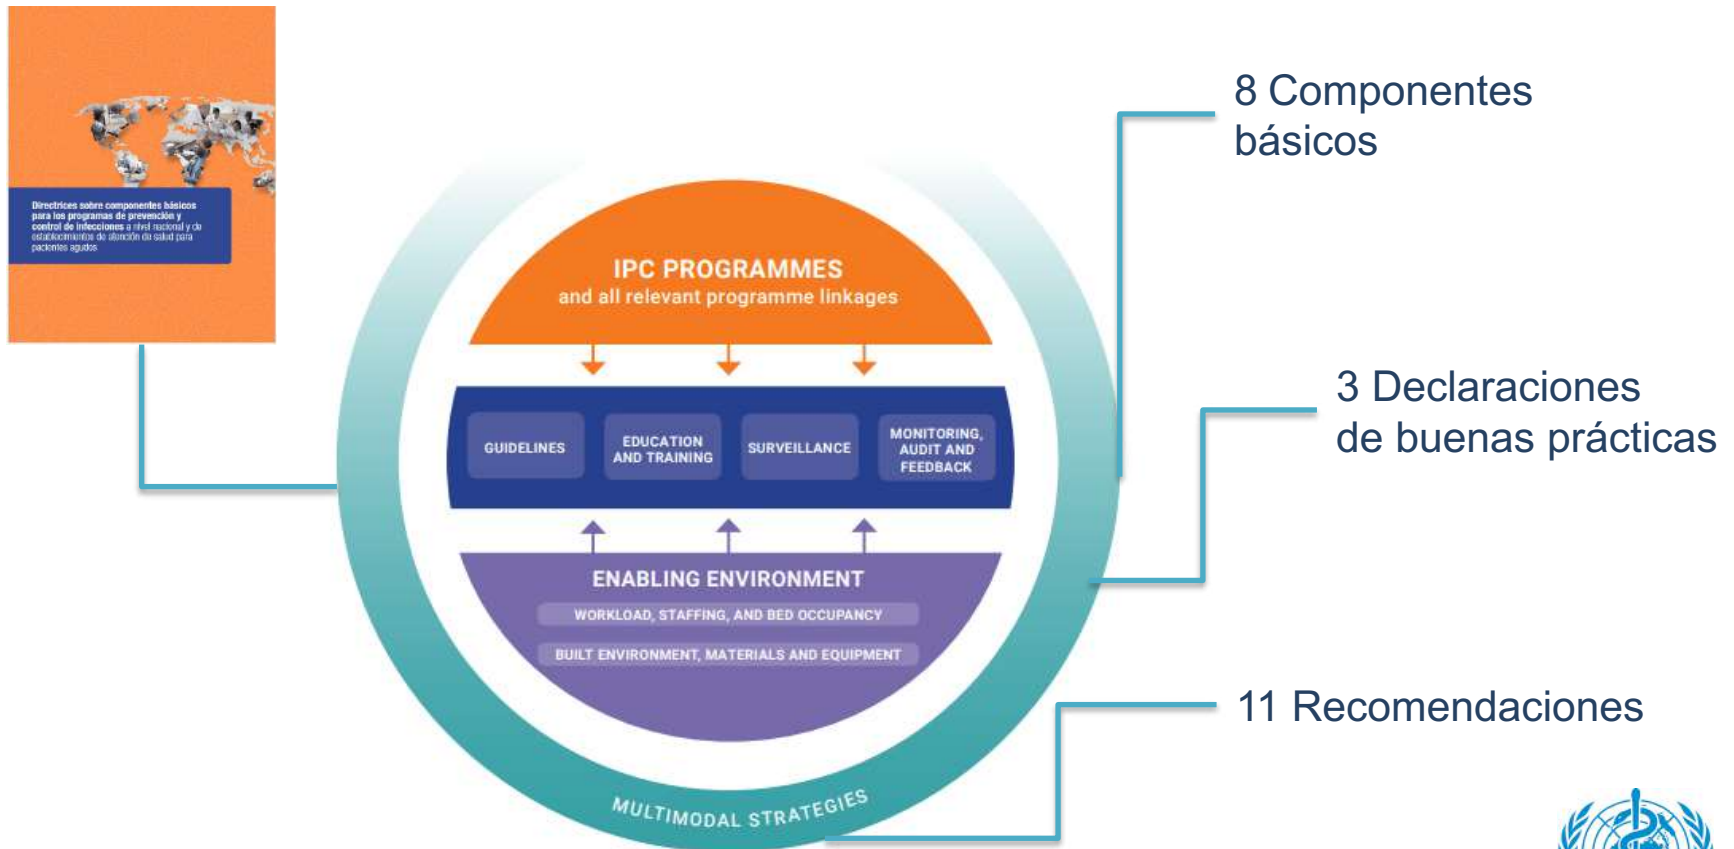 Directrices sobre componentes básicos
para los programas de prevención y
control de infecciones a nivel nacional y de
establecimientos de atención de salud para
pacientes agudos
8 Componentes
básicos
IPC PROGRAMMES
and all relevant programme linkages
GUIDELINES
EDUCATION
AND TRAINING
SURVEILLANCE
MONITORING,
AUDIT AND
FEEDBACK
3 Declaraciones
de buenas prácticas
ENABLING ENVIRONMENT
WORKLOAD, STAFFING, AND BED OCCUPANCY
BUILT ENVIRONMENT, MATERIALS AND EQUIPMENT
11 Recomendaciones
MULTIMODAL STRATEGIES